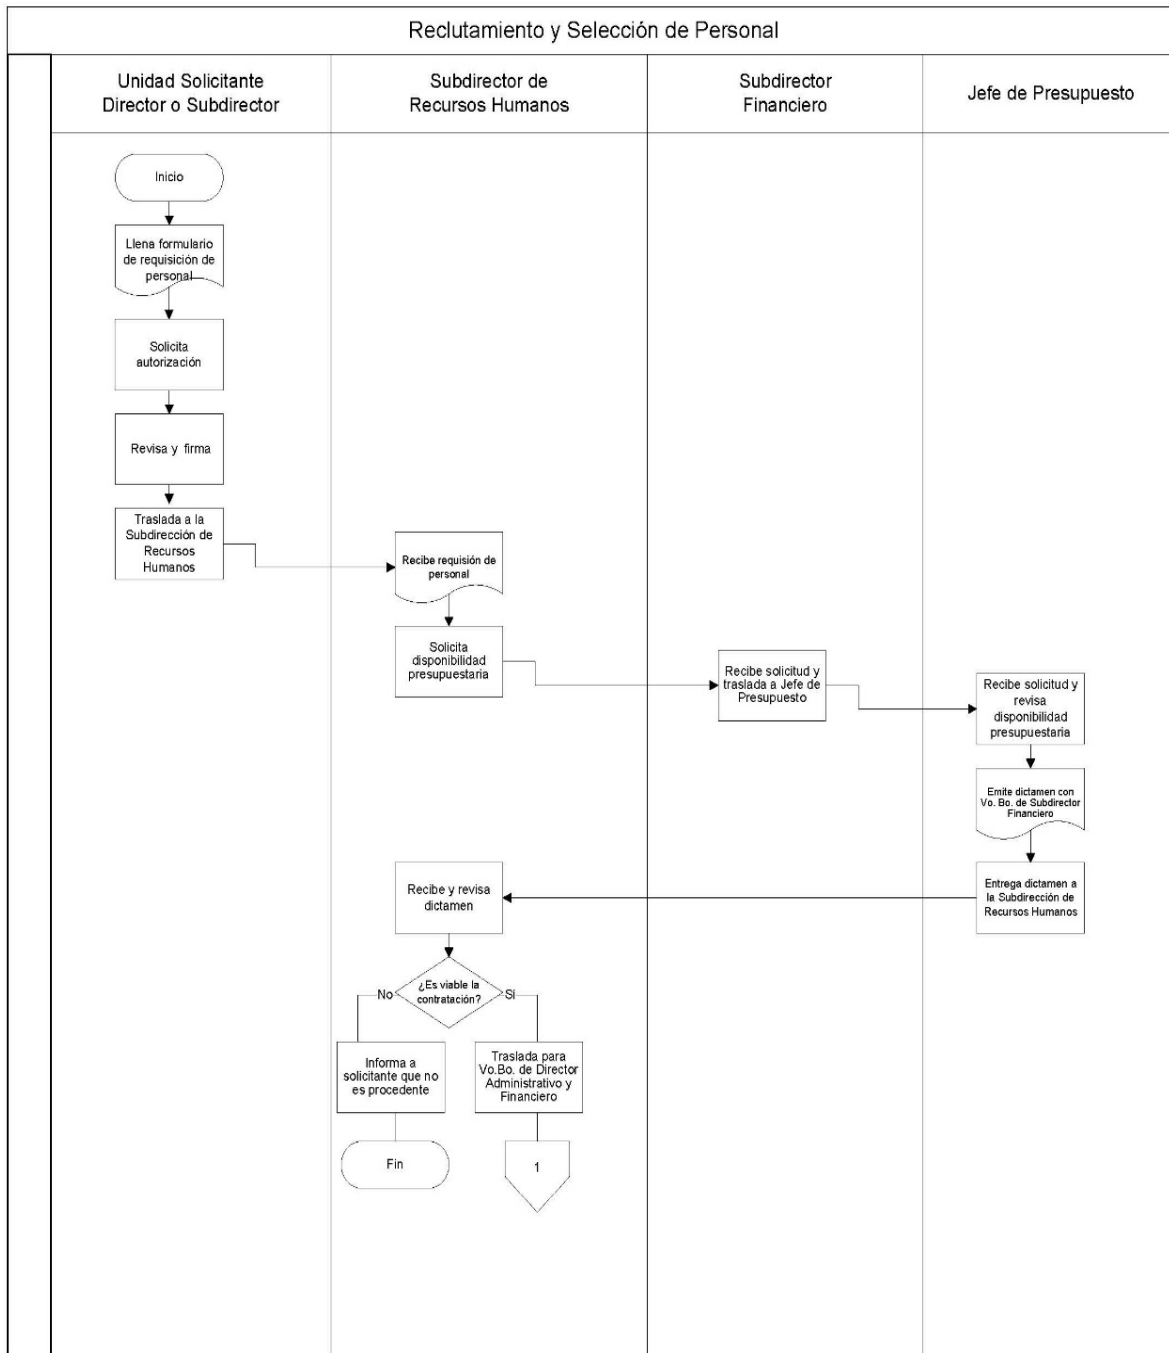 Reclutamiento y Selección de Personal
Unidad Solicitante
Director o Subdirector
Subdirector de
Recursos Humanos
Subdirector
Financiero
Jefe de Presupuesto
Inicio
Llena formulario
de requisición de
personal
Solicita
autorización
Revisa y firma
Traslada a la
Subdirección de
Recursos
Humanos
Recibe requisión de
personal
Solicita
disponibilidad
presupuestaria
Recibe solicitud y
traslada a Jefe de
Presupuesto
Recibe solicitud y
revisa
disponibilidad
presupuestaria
Emite dictamen con
Vo. Bo. de Subdirector
Financiero
Entrega dictamen a
la Subdirección de
Recursos Humanos
Recibe y revisa
dictamen
¿Es viable la
contratación?
No
Si
Informa a
solicitante que no
es procedente
Traslada para
Vo.Bo. de Director
Administrativo y
Financiero
Fin
1